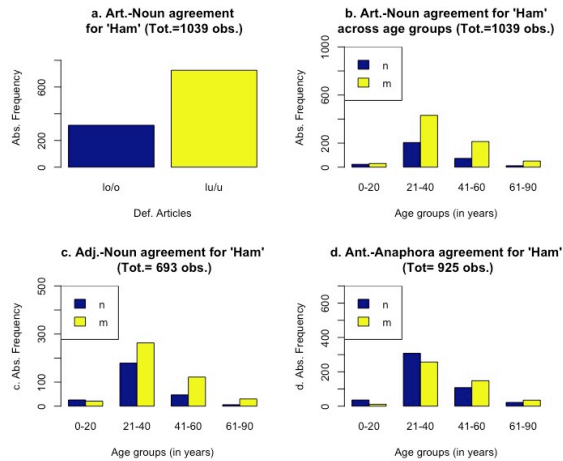 a. Art.-Noun agreement
for 'Ham' (Tot.=1039 obs.)
Abs. Frequency
600
200
0
lo/o
lu/u
Def. Articles
b. Art.-Noun agreement for 'Ham'
across age groups (Tot.=1039 obs.)
Abs. Frequency
1000
600
200
0
n
m
0-20
21-40
41-60
61-90
Age groups (in years)
c. Adj.-Noun agreement for 'Ham'
(Tot.= 693 obs.)
c. Abs. Frequency
500
300
100
0
n
m
0-20
21-40
41-60
61-90
Age groups (in years)
d. Ant.-Anaphora agreement for 'Ham'
(Tot= 925 obs.)
d. Abs. Frequency
600
400
200
0
n
m
0-20
21-40
41-60
61-90
Age groups (in years)